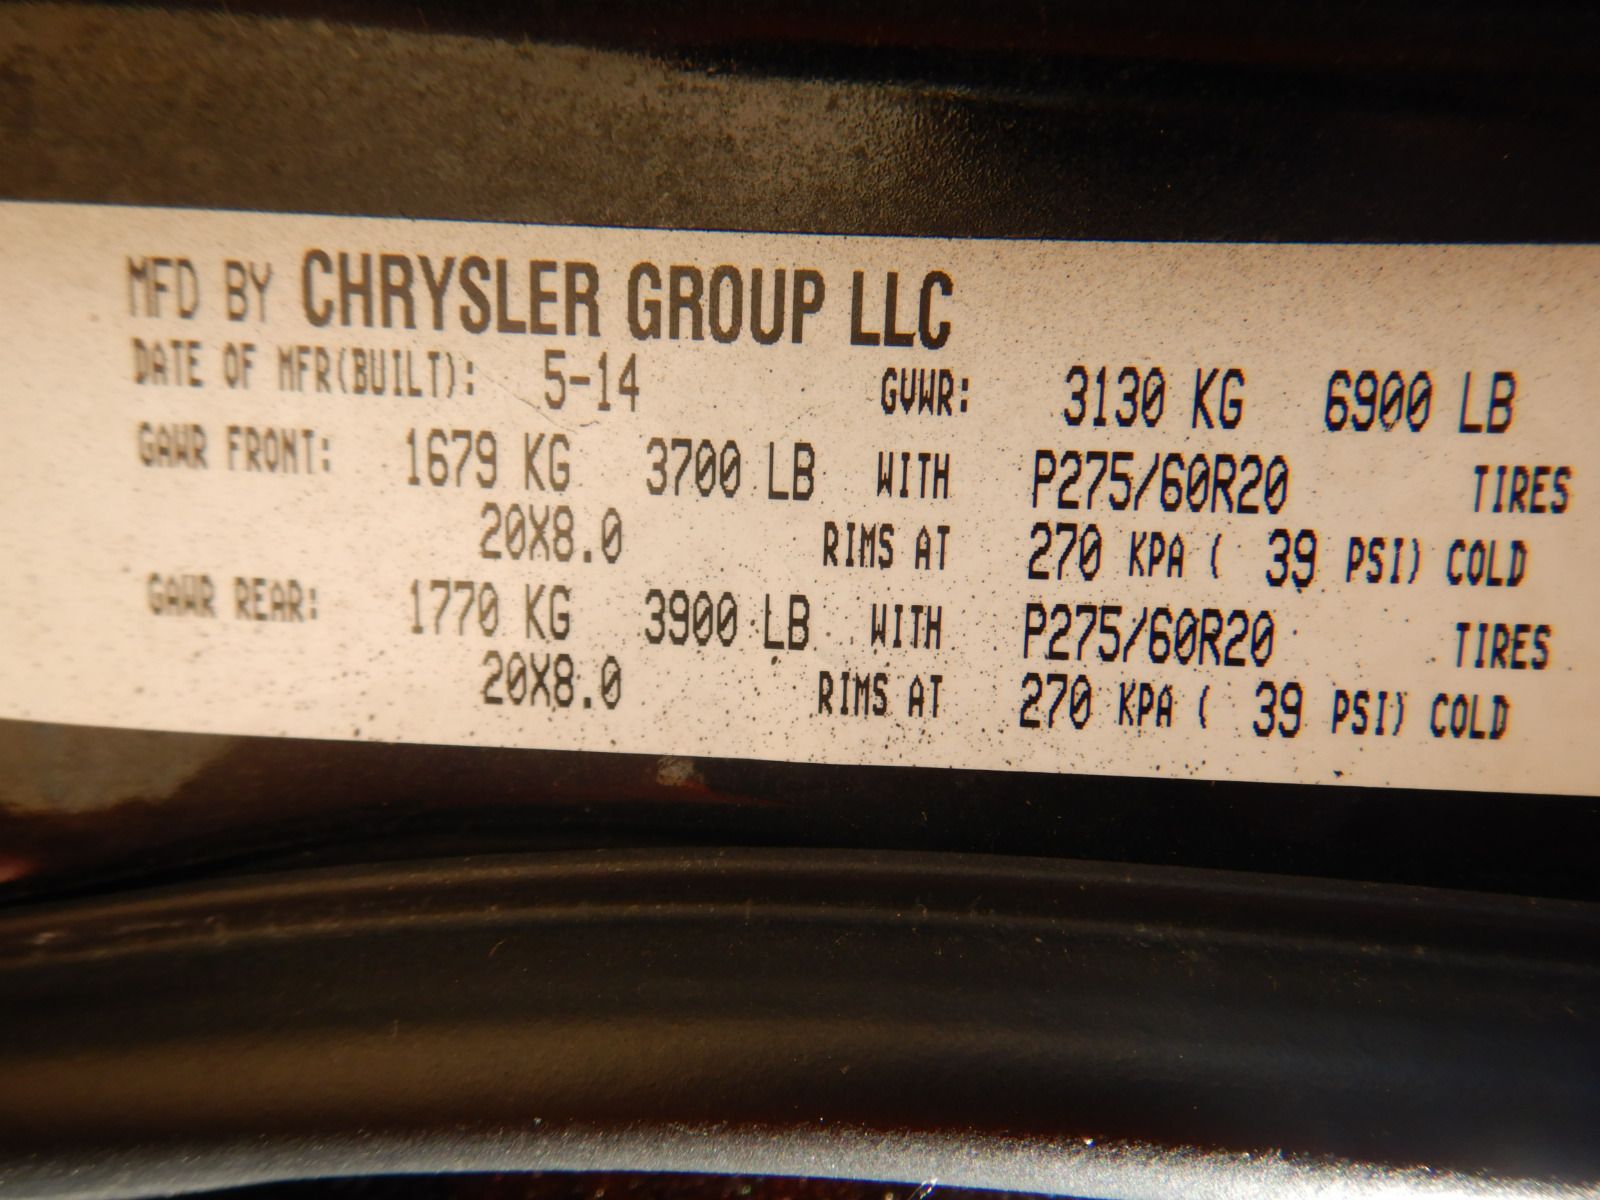 MFD BY CHRYSLER GROUP LLC
DATE OF MFR(BUILT): 5-14 GVWR: 3130 KG 6900 LB
GAWR FRONT: 1679 KG 3700 LB WITH P275/60R20 TIRES
20X8.0 RIMS AT 270 KPA ( 39 PSI) COLD
GAWR REAR: 1770 KG 3900 LB WITH P275/60R20 TIRES
20X8.0 RIMS AT 270 KPA ( 39 PSI) COLD